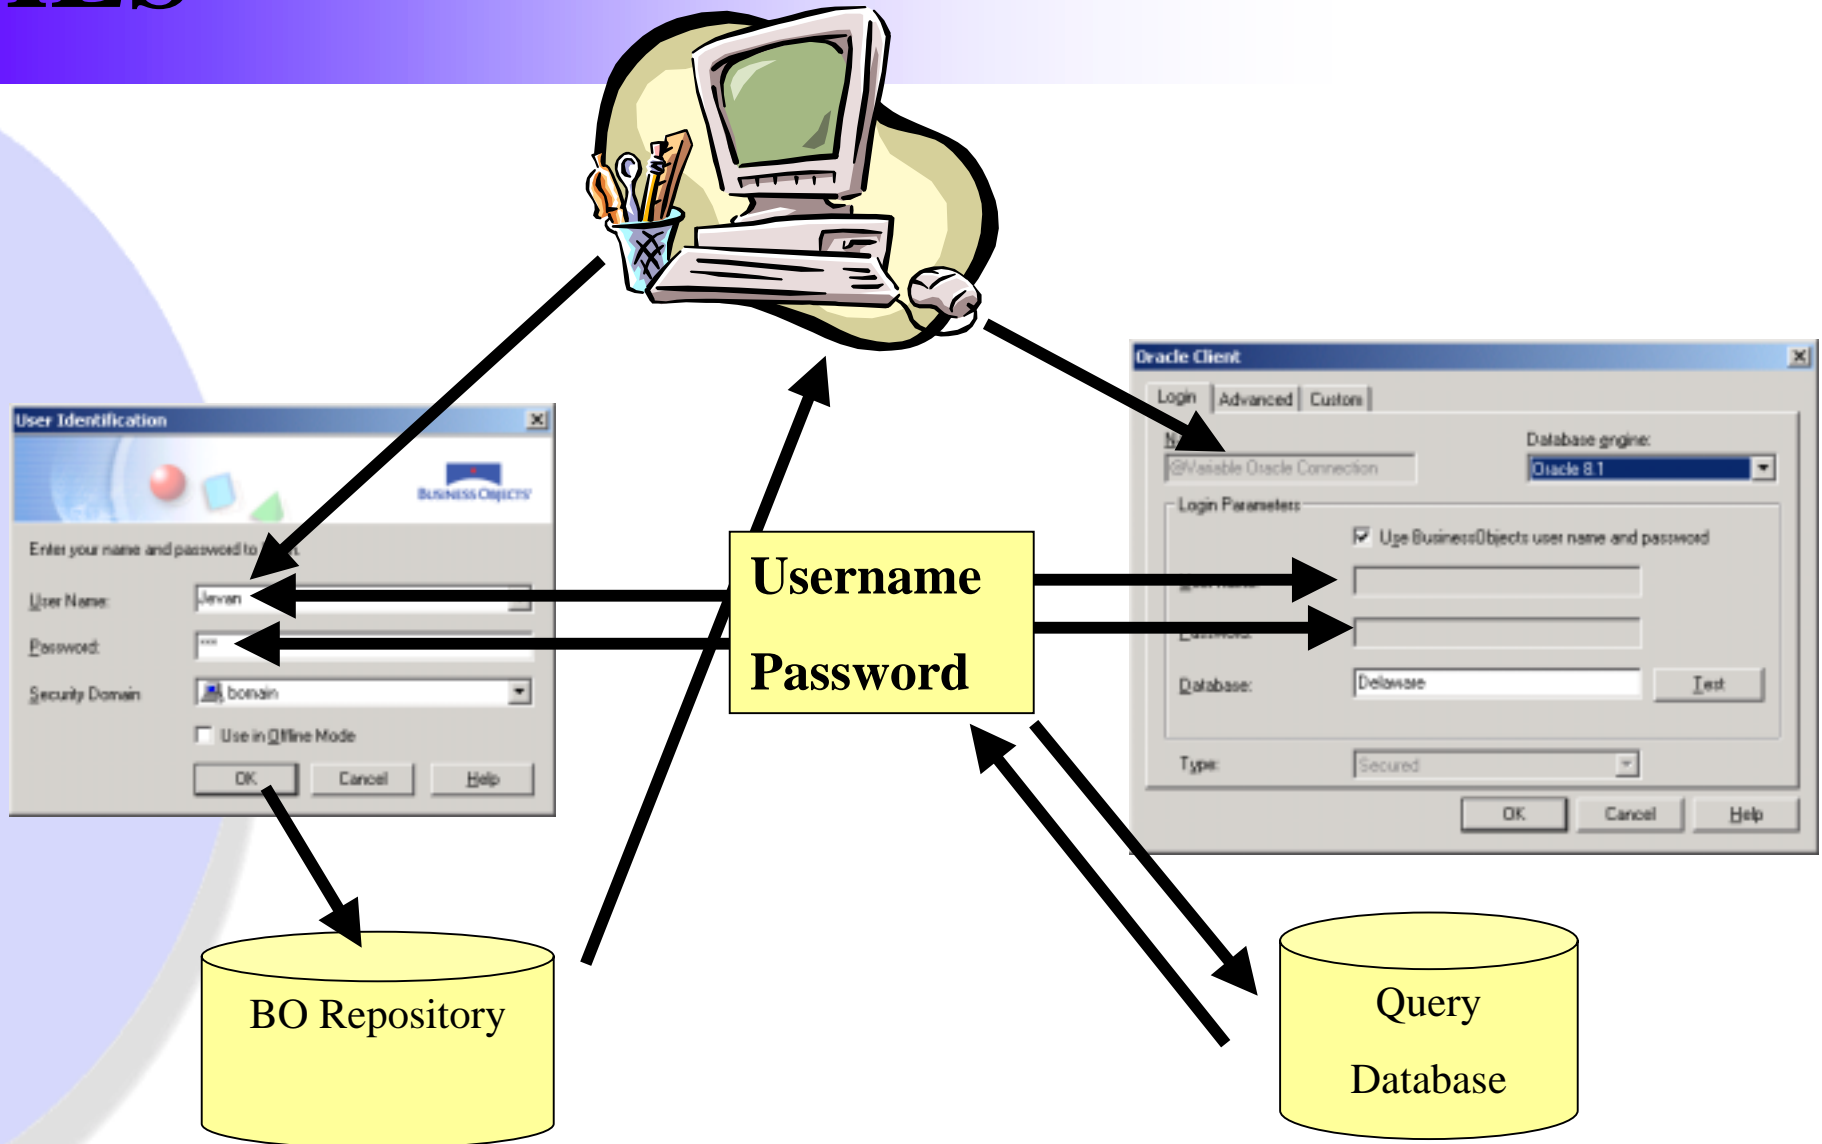 User Identification
BUSINESS OBJECTS
Enter your name and password to
User Name:
Jevan
Password:
***
Security Domain
bomain
Use in Offline Mode
OK
Cancel
Help
Username
Password
Oracle Client
Login
Advanced
Custom
Database engine:
@Variable Oracle Connection
Oracle 8.1
Login Parameters
Use BusinessObjects user name and password
Database:
Delaware
Test
Type:
Secured
OK
Cancel
Help
BO Repository
Query
Database